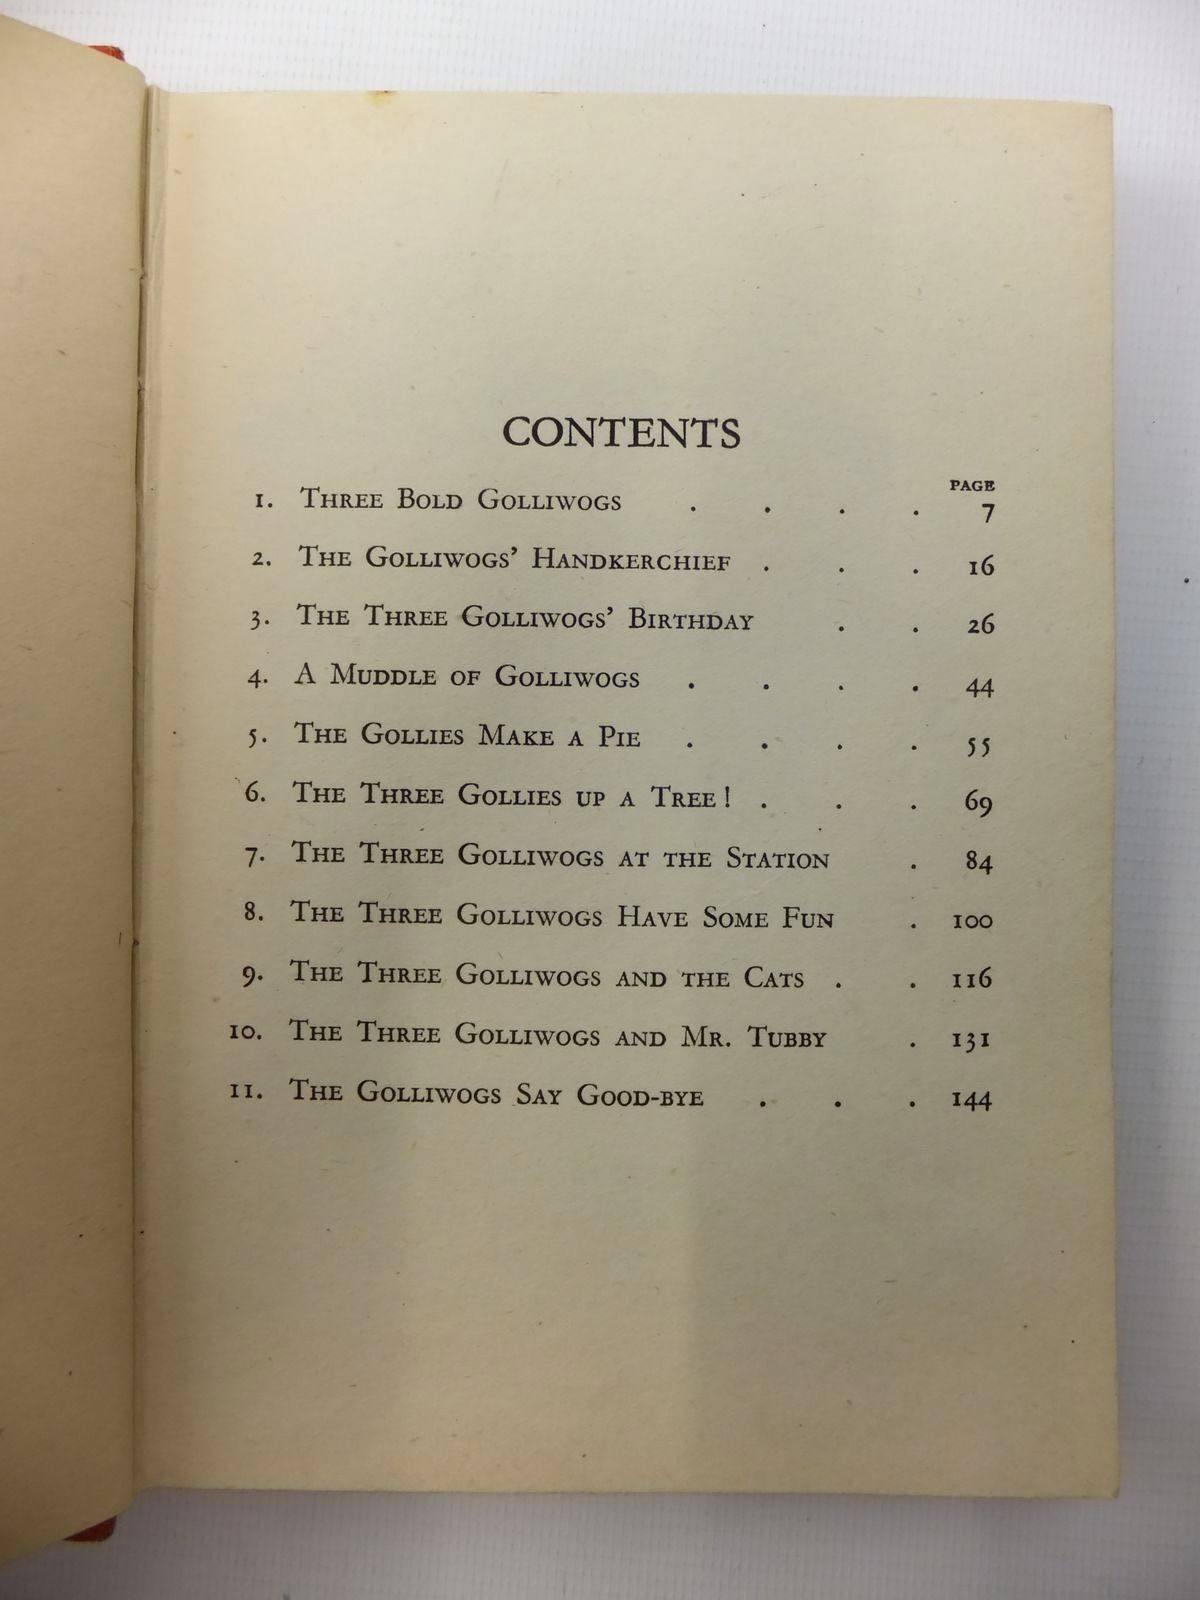 CONTENTS
PAGE
1. Three Bold Golliwogs . . . . 7
2. The Golliwogs’ Handkerchief . . . 16
3. The Three Golliwogs’ Birthday . . 26
4. A Muddle of Golliwogs . . . . 44
5. The Gollies Make a Pie . . . . 55
6. The Three Gollies up a Tree! . . . 69
7. The Three Golliwogs at the Station . 84
8. The Three Golliwogs Have Some Fun . 100
9. The Three Golliwogs and the Cats . . 116
10. The Three Golliwogs and Mr. Tubby . 131
11. The Golliwogs Say Good-bye . . . 144